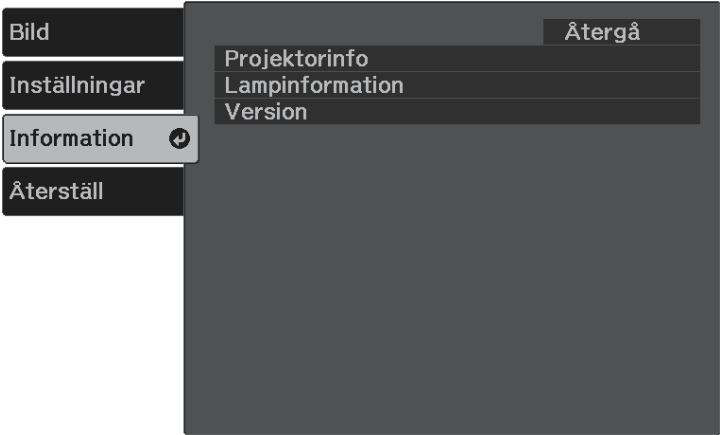 Bild
Inställningar
Information
Återställ
Återgå
Projektorinfo
Lampinformation
Version